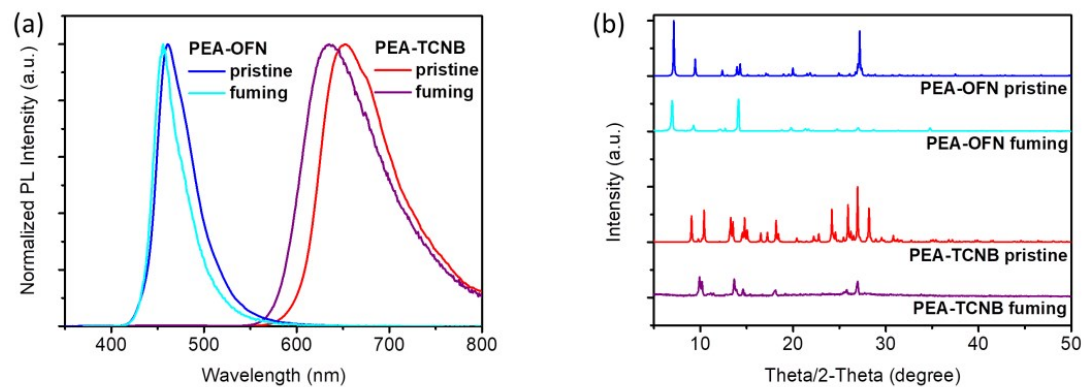 (a)
PEA-OFN
pristine
fuming
PEA-TCNB
pristine
fuming
Normalized PL Intensity (a.u.)
400
500
600
700
800
Wavelength (nm)
(b)
PEA-OFN pristine
PEA-OFN fuming
PEA-TCNB pristine
PEA-TCNB fuming
Intensity (a.u.)
10
20
30
40
50
Theta/2-Theta (degree)